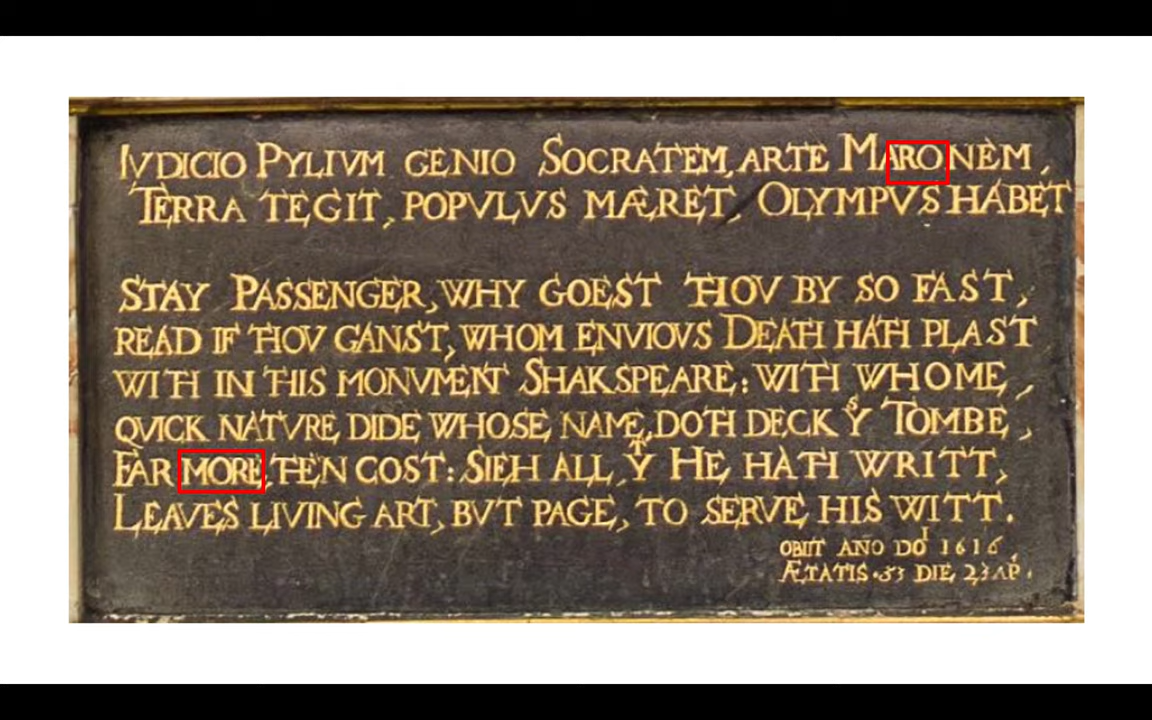 IVDICIO PYLIVM GENIO SOCRATEM, ARTE MARONEM,
TERRA TEGIT, POPVLVS MÆRET, OLYMPVS HABET
STAY PASSENGER, WHY GOEST THOV BY SO FAST,
READ IF THOV CANST, WHOM ENVIOVS DEATH HATH PLAST
WITH IN THIS MONVMENT SHAKSPEARE: WITH WHOME,
QVICK NATVRE DIDE WHOSE NAME, DOTH DECK Yˢ TOMBE,
FAR MORE, THEN COST: SIEH ALL, Yᵀ HE HATH WRITT,
LEAVES LIVING ART, BVT PAGE, TO SERVE HIS WITT.
OBIIT AÑO DOᴵ 1616,
ÆTATIS·53 DIE, 23 AP.